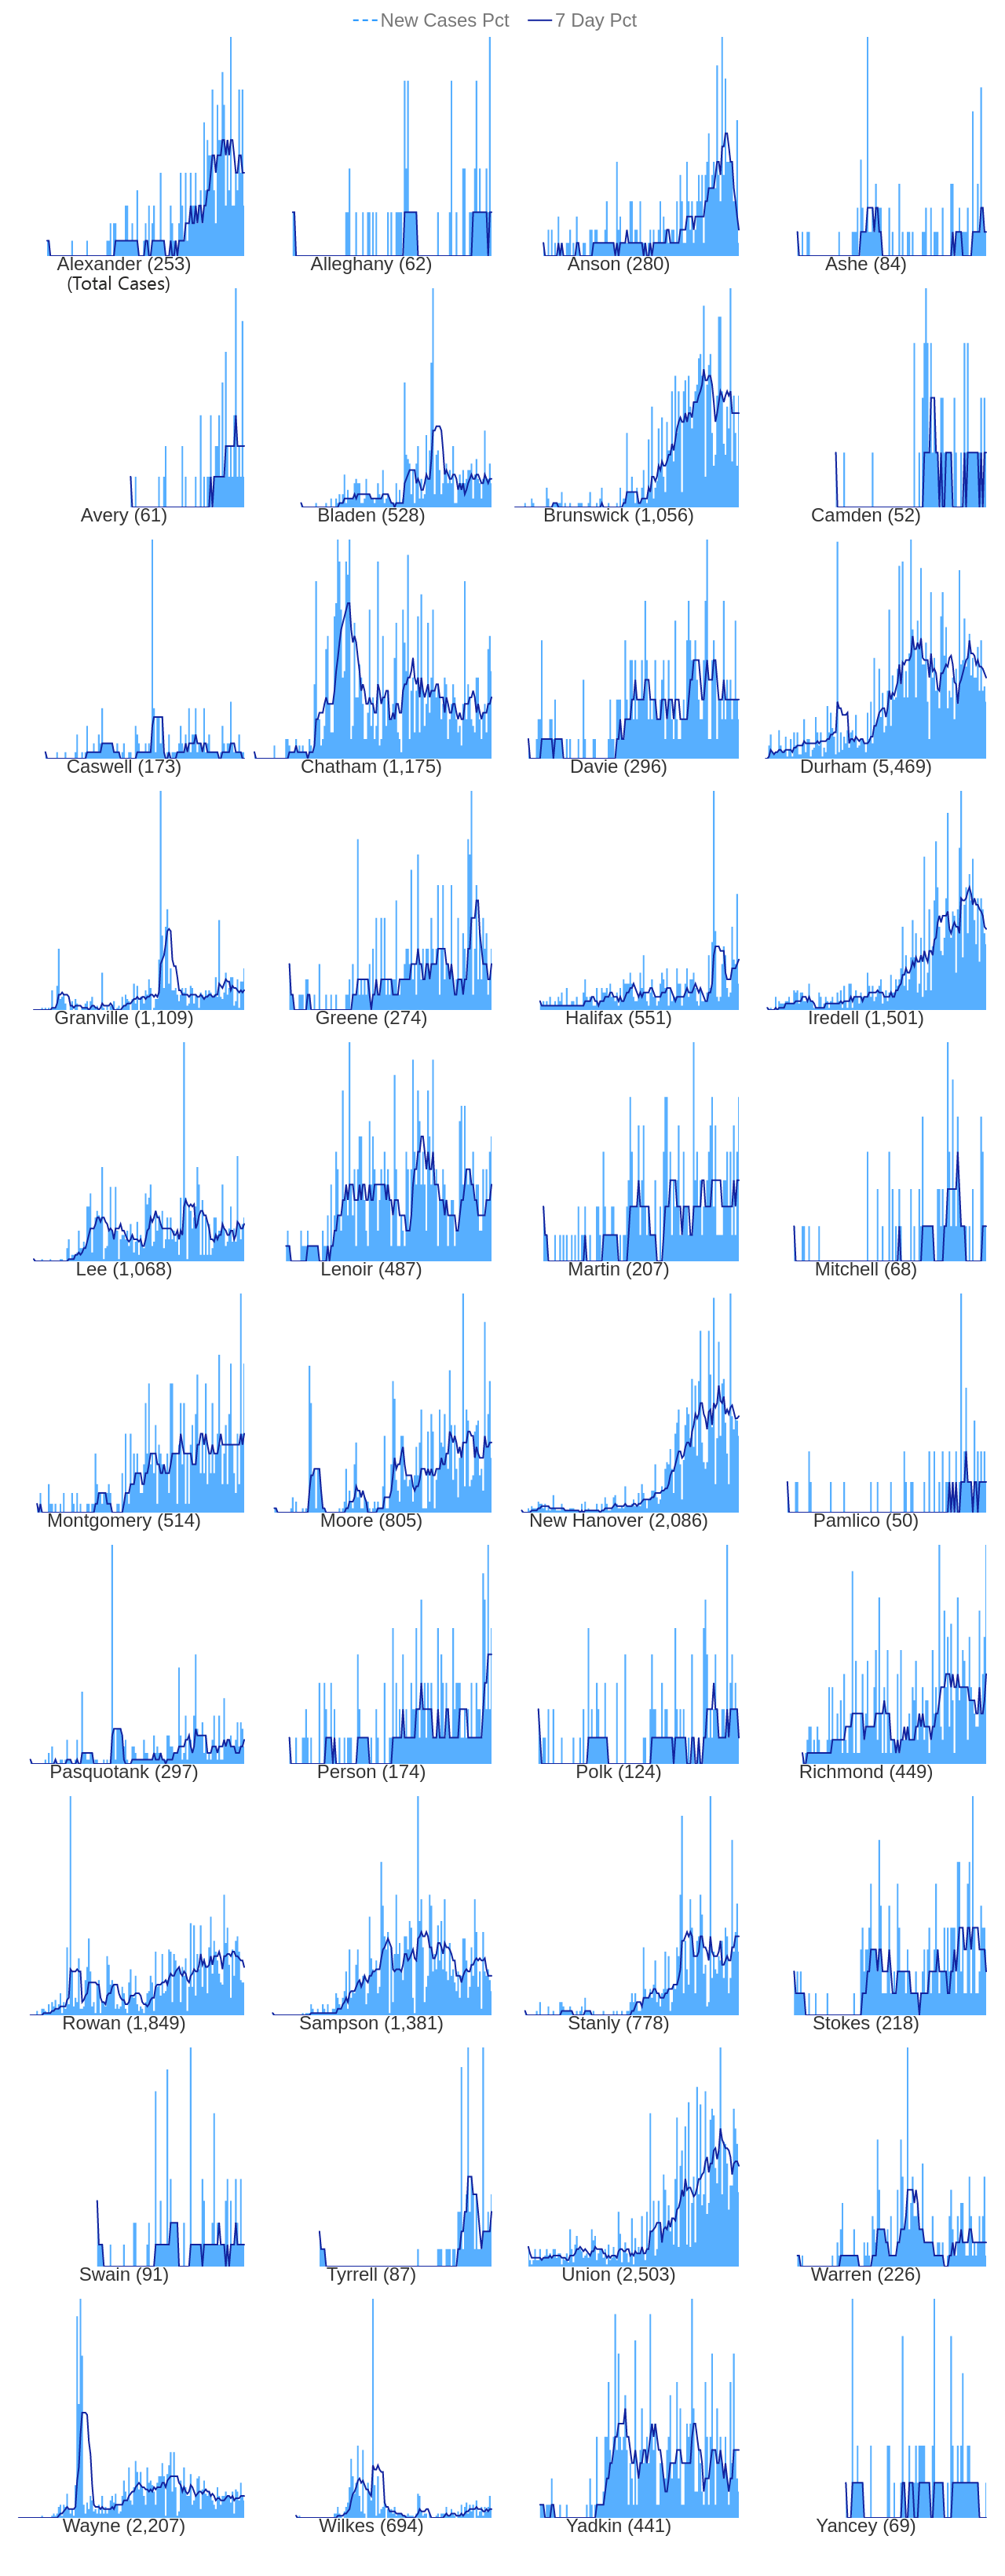 New Cases Pct 7 Day Pct
Alexander (253) Alleghany (62) Anson (280) Ashe (84)
(Total Cases)
Avery (61) Bladen (528) Brunswick (1,056) Camden (52)
Caswell (173) Chatham (1,175) Davie (296) Durham (5,469)
Granville (1,109) Greene (274) Halifax (551) Iredell (1,501)
Lee (1,068) Lenoir (487) Martin (207) Mitchell (68)
Montgomery (514) Moore (805) New Hanover (2,086) Pamlico (50)
Pasquotank (297) Person (174) Polk (124) Richmond (449)
Rowan (1,849) Sampson (1,381) Stanly (778) Stokes (218)
Swain (91) Tyrrell (87) Union (2,503) Warren (226)
Wayne (2,207) Wilkes (694) Yadkin (441) Yancey (69)